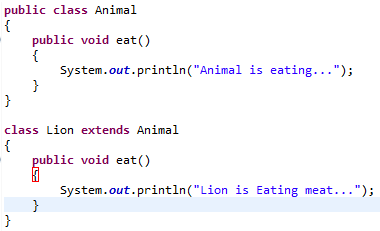 public class Animal
{
    public void eat()
    {
        System.out.println("Animal is eating...");
    }
}
class Lion extends Animal
{
    public void eat()
    {
        System.out.println("Lion is Eating meat...");
    }
}